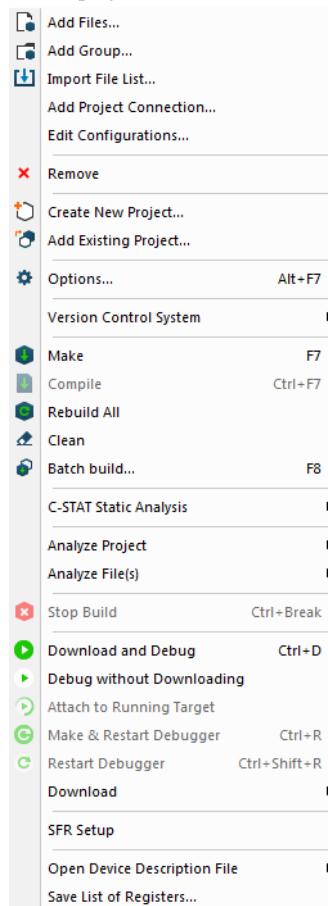 Add Files...
Add Group...
Import File List...
Add Project Connection...
Edit Configurations...
Remove
Create New Project...
Add Existing Project...
Options... Alt+F7
Version Control System
Make F7
Compile Ctrl+F7
Rebuild All
Clean
Batch build... F8
C-STAT Static Analysis
Analyze Project
Analyze File(s)
Stop Build Ctrl+Break
Download and Debug Ctrl+D
Debug without Downloading
Attach to Running Target
Make & Restart Debugger Ctrl+R
Restart Debugger Ctrl+Shift+R
Download
SFR Setup
Open Device Description File
Save List of Registers...